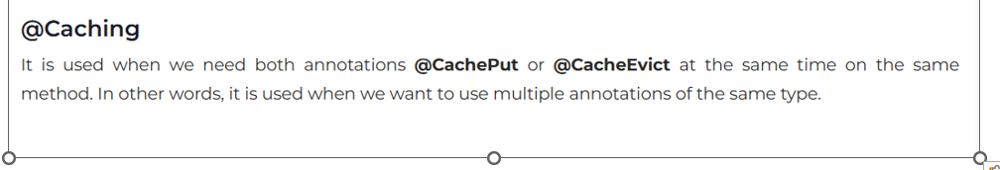 @Caching
It is used when we need both annotations @CachePut or @CacheEvict at the same time on the same
method. In other words, it is used when we want to use multiple annotations of the same type.